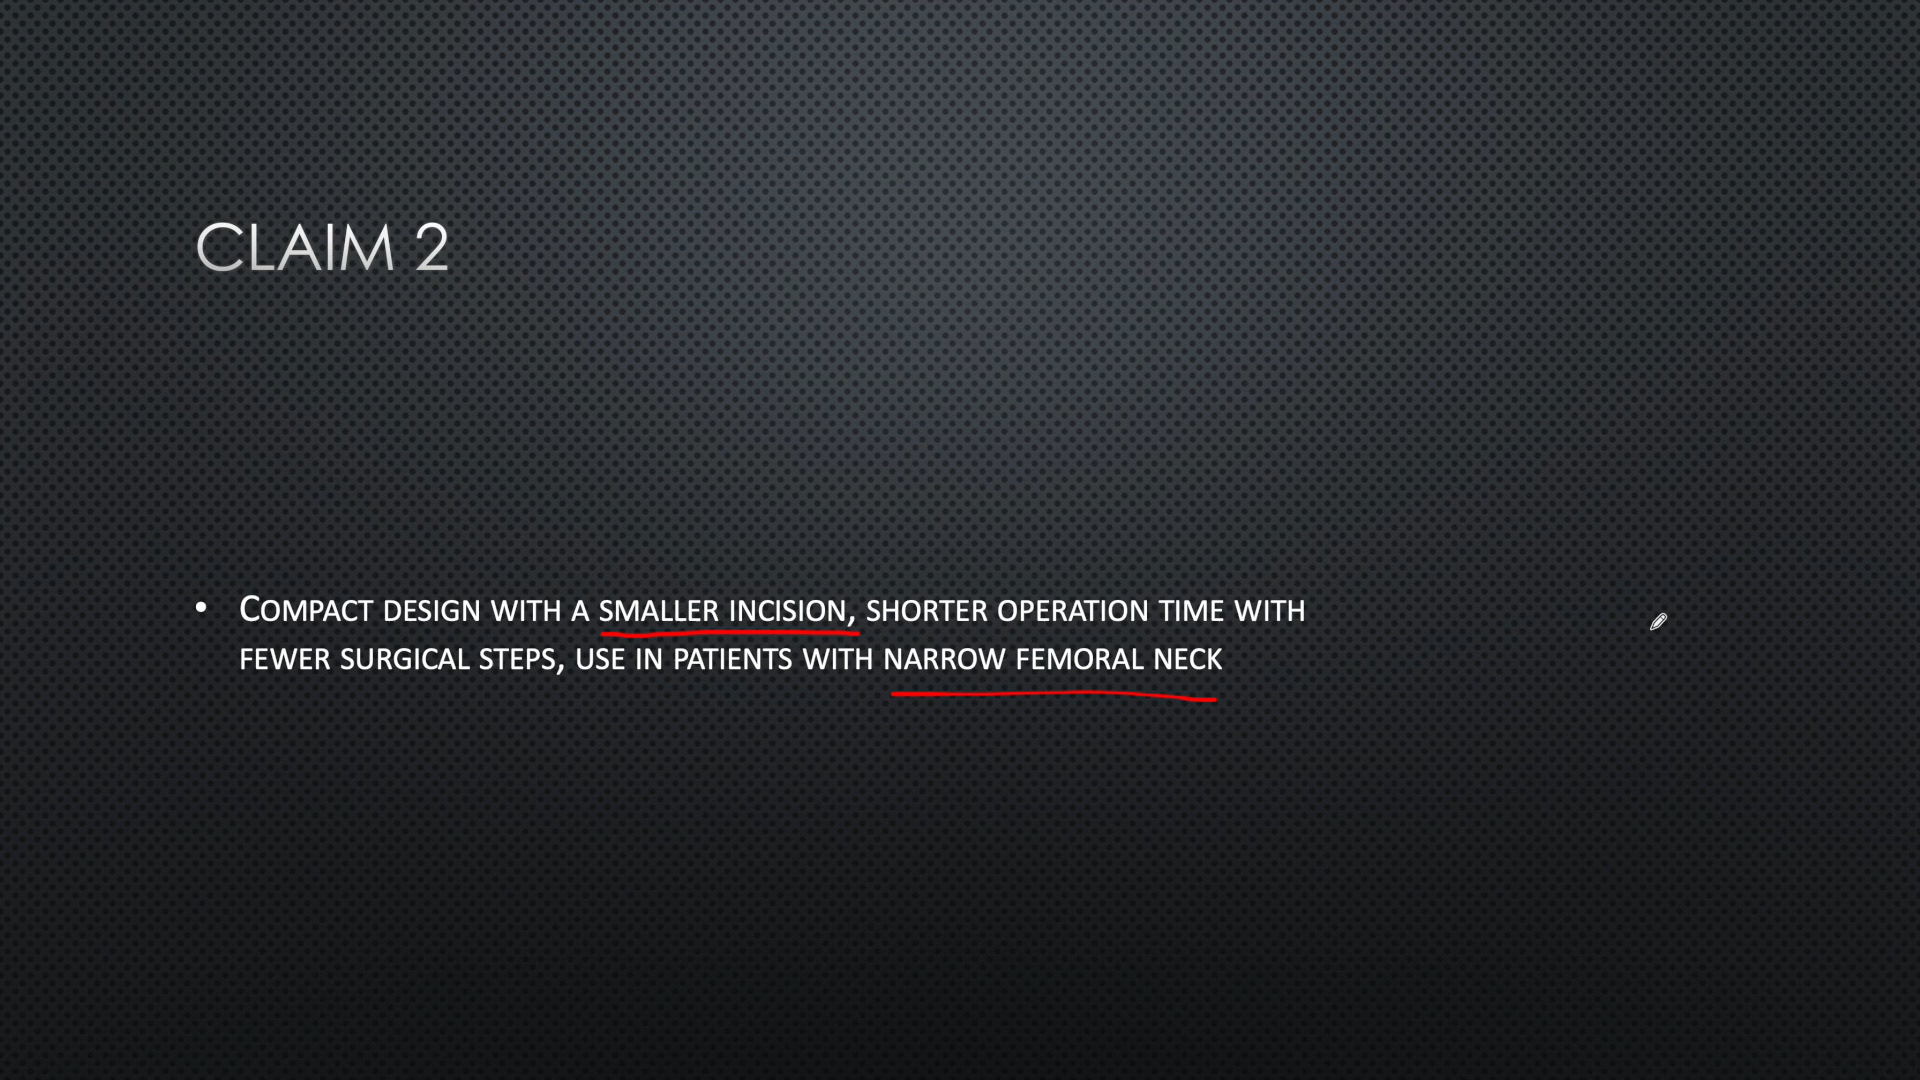 CLAIM 2
• COMPACT DESIGN WITH A SMALLER INCISION, SHORTER OPERATION TIME WITH
FEWER SURGICAL STEPS, USE IN PATIENTS WITH NARROW FEMORAL NECK